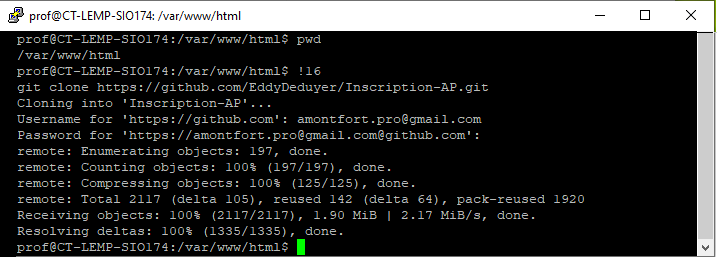 prof@CT-LEMP-SIO174: /var/www/html
prof@CT-LEMP-SIO174:/var/www/html$ pwd
/var/www/html
prof@CT-LEMP-SIO174:/var/www/html$ !16
git clone https://github.com/EddyDeduyer/Inscription-AP.git
Cloning into 'Inscription-AP'...
Username for 'https://github.com': amontfort.pro@gmail.com
Password for 'https://amontfort.pro@gmail.com@github.com':
remote: Enumerating objects: 197, done.
remote: Counting objects: 100% (197/197), done.
remote: Compressing objects: 100% (125/125), done.
remote: Total 2117 (delta 105), reused 142 (delta 64), pack-reused 1920
Receiving objects: 100% (2117/2117), 1.90 MiB | 2.17 MiB/s, done.
Resolving deltas: 100% (1335/1335), done.
prof@CT-LEMP-SIO174:/var/www/html$